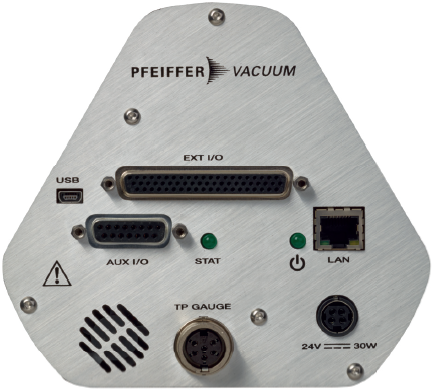 PFEIFFER VACUUM
EXT I/O
USB
AUX I/O
STAT
LAN
TP GAUGE
24V 30W